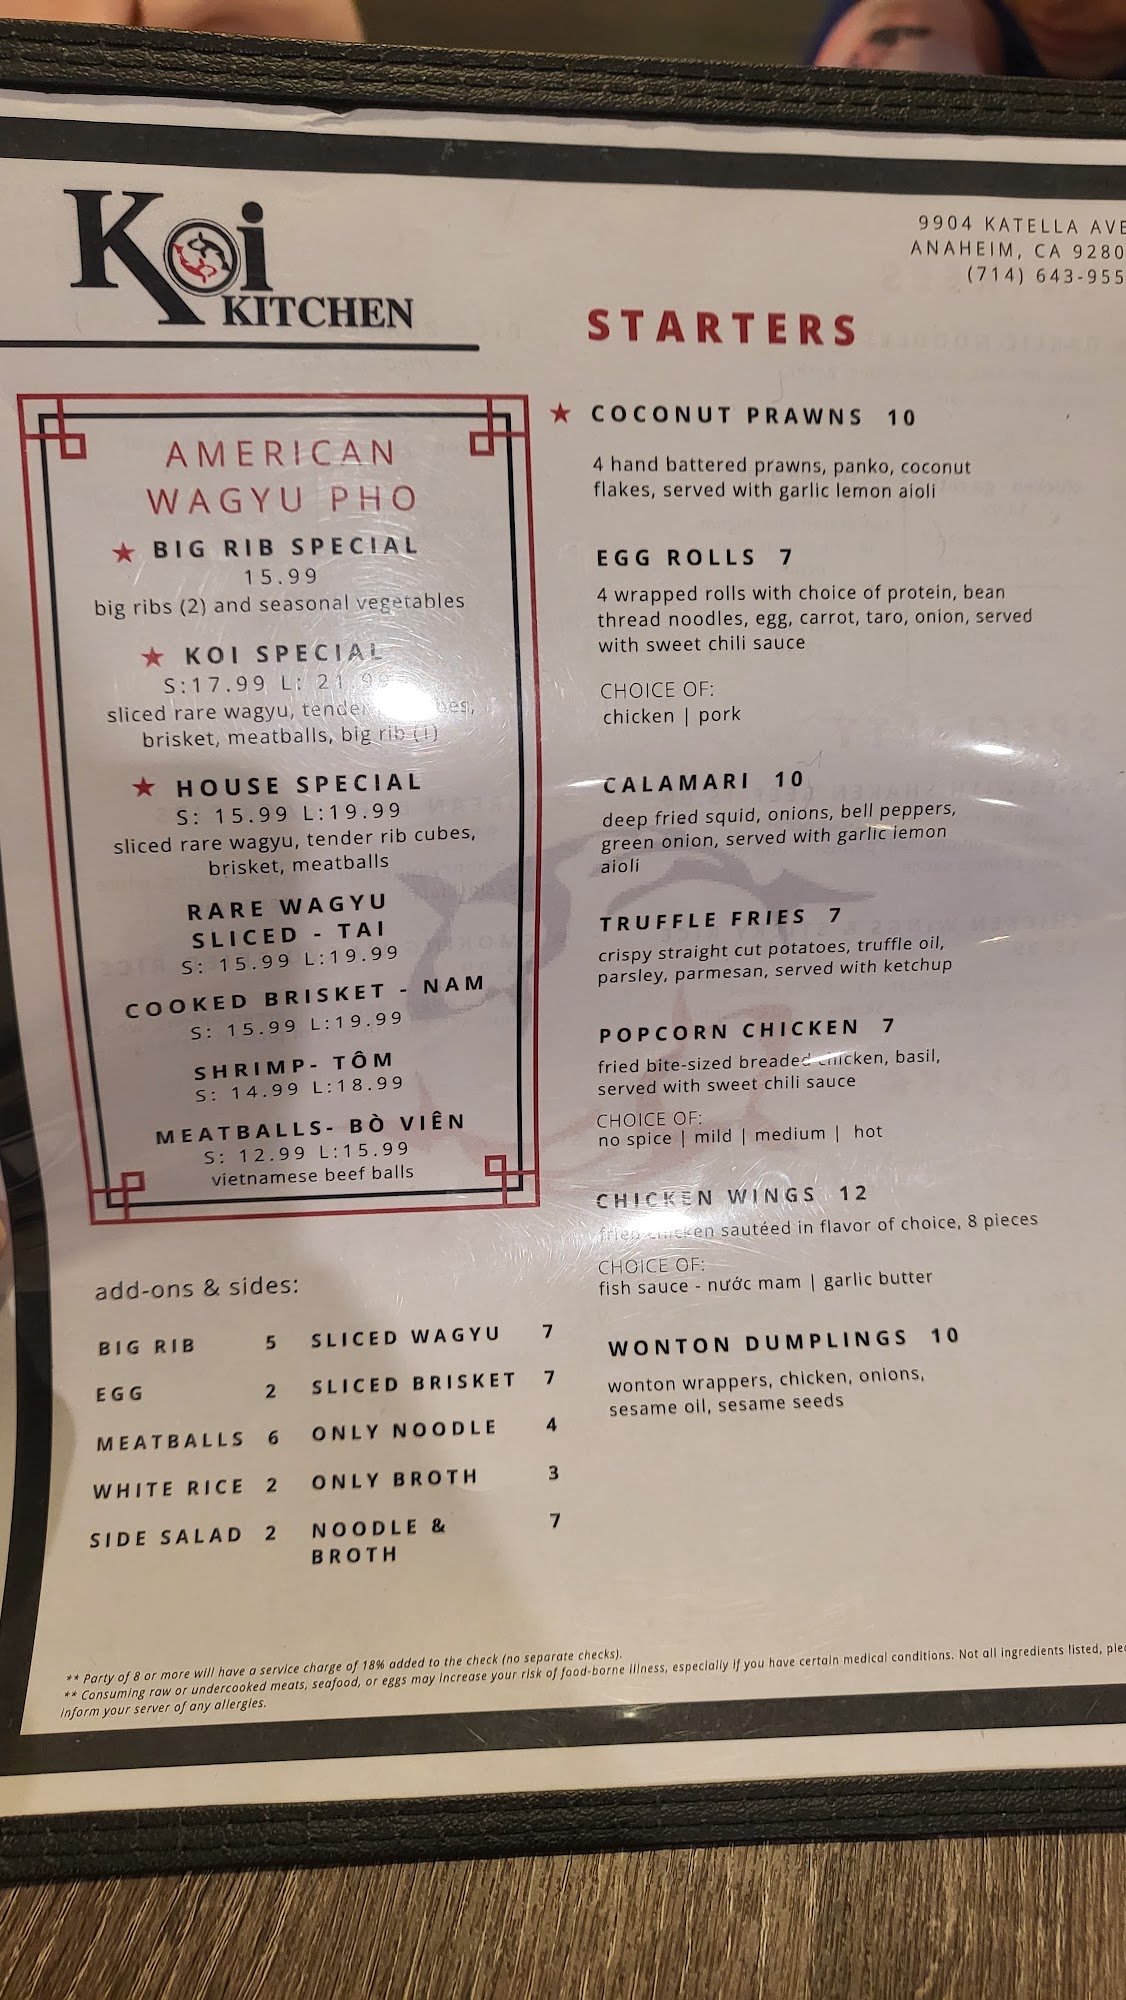 Koi
KITCHEN
9904 KATELLA AVE
ANAHEIM, CA 9280
(714) 643-955
AMERICAN
WAGYU PHO
★ BIG RIB SPECIAL
15.99
big ribs (2) and seasonal vegetables
★ KOI SPECIAL
S:17.99 L: 21.99
sliced rare wagyu,
brisket, meatballs, big rib (1)
★ HOUSE SPECIAL
S: 15.99 L:19.99
sliced rare wagyu, tender rib cubes,
brisket, meatballs
RARE WAGYU
SLICED - TAI
S: 15.99 L:19.99
COOKED BRISKET - NAM
S: 15.99 L:19.99
SHRIMP- TÔM
S: 14.99 L:18.99
MEATBALLS- BÒ VIÊN
S: 12.99 L:15.99
vietnamese beef balls
add-ons & sides:
BIG RIB 5 SLICED WAGYU 7
EGG 2 SLICED BRISKET 7
MEATBALLS 6 ONLY NOODLE 4
WHITE RICE 2 ONLY BROTH 3
SIDE SALAD 2 NOODLE & 7
BROTH
STARTERS
★ COCONUT PRAWNS 10
4 hand battered prawns, panko, coconut
flakes, served with garlic lemon aioli
EGG ROLLS 7
4 wrapped rolls with choice of protein, bean
thread noodles, egg, carrot, taro, onion, served
with sweet chili sauce
CHOICE OF:
chicken | pork
CALAMARI 10
deep fried squid, onions, bell peppers,
green onion, served with garlic lemon
aioli
TRUFFLE FRIES 7
crispy straight cut potatoes, truffle oil,
parsley, parmesan, served with ketchup
POPCORN CHICKEN 7
fried bite-sized breaded chicken, basil,
served with sweet chili sauce
CHOICE OF:
no spice | mild | medium | hot
CHICKEN WINGS 12
fried chicken sautéed in flavor of choice, 8 pieces
CHOICE OF:
fish sauce - nước mam | garlic butter
WONTON DUMPLINGS 10
wonton wrappers, chicken, onions,
sesame oil, sesame seeds
** Party of 8 or more will have a service charge of 18% added to the check (no separate checks).
** Consuming raw or undercooked meats, seafood, or eggs may increase your risk of food-borne illness, especially if you have certain medical conditions. Not all ingredients listed,
inform your server of any allergies.